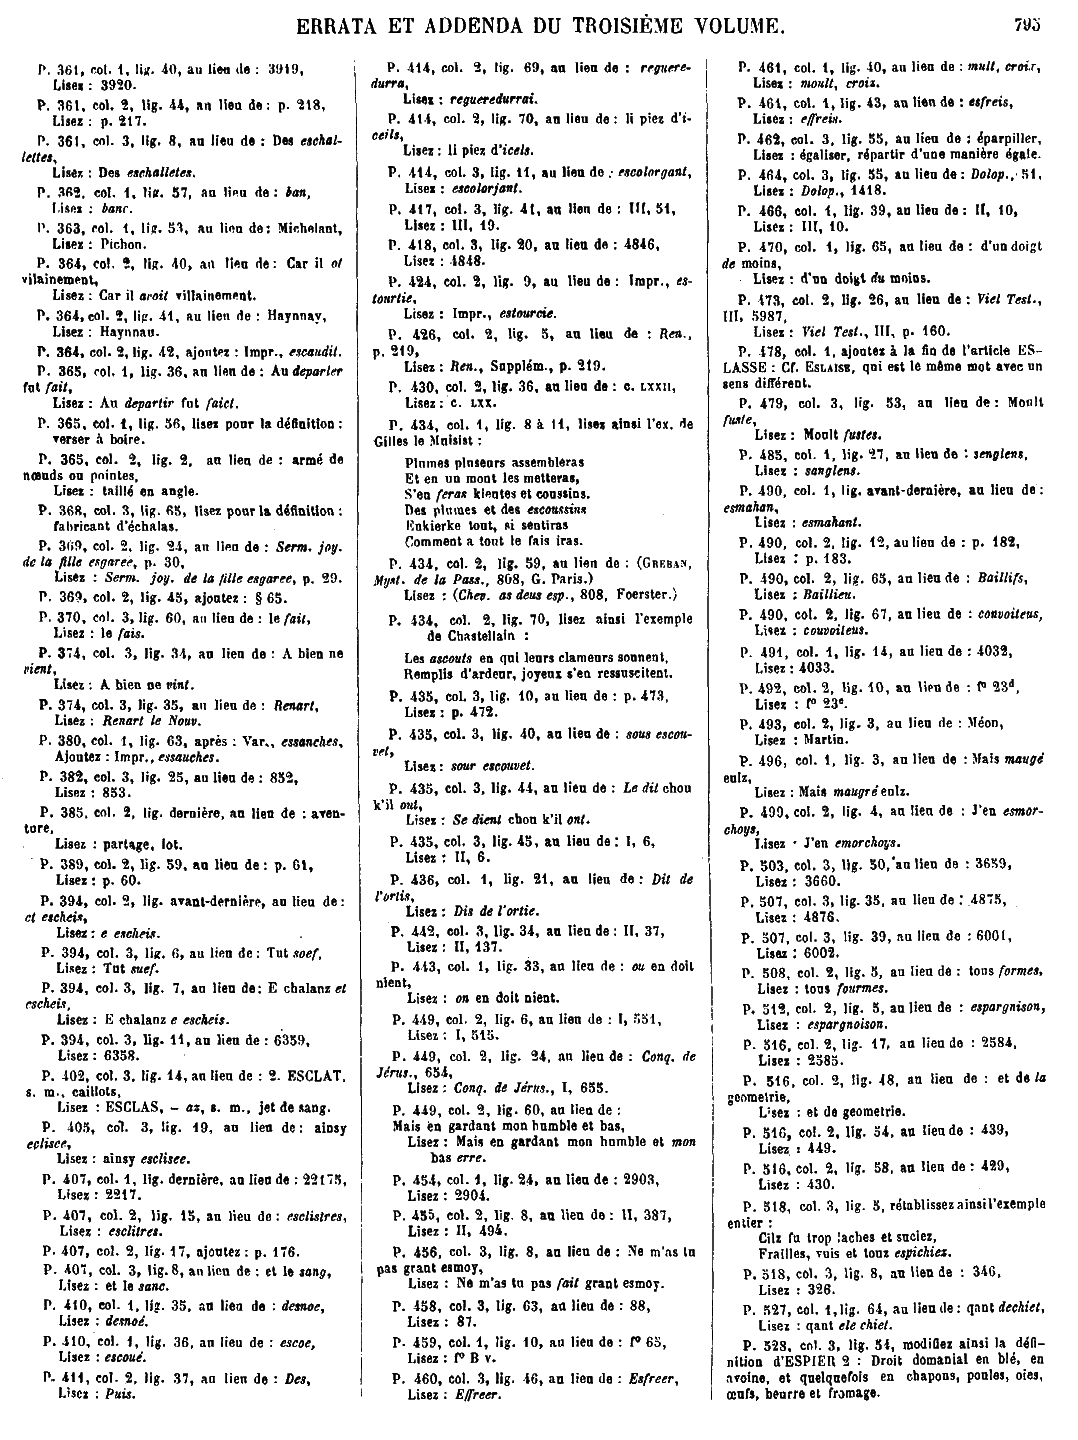 ERRATA ET ADDENDA DU TROISIÈME VOLUME. 795
P. 361, col. 1, lig. 40, au lieu de : 3919,
Lisez : 3920.
P. 361, col. 2, lig. 44, au lieu de : p. 218,
Lisez : p. 217.
P. 361, col. 3, lig. 8, au lieu de : Des eschal-
lettes,
Lisez : Des eschalletes.
P. 362, col. 1, lig. 57, au lieu de : ban,
Lisez : banc.
P. 363, col. 1, lig. 53, au lieu de : Michelant,
Lisez : Pichon.
P. 364, col. 2, lig. 40, au lieu de : Car il ot
vilainement,
Lisez : Car il avoit villainement.
P. 364, col. 2, lig. 41, au lieu de : Haynnay,
Lisez : Haynnau.
P. 364, col. 2, lig. 42, ajoutez : Impr., escaudit.
P. 365, col. 1, lig. 36, au lieu de : Au departer
fut fait,
Lisez : Au departir fut faict.
P. 365, col. 1, lig. 56, lisez pour la définition :
verser à boire.
P. 365, col. 2, lig. 2, au lieu de : armé de
nœuds ou pointes,
Lisez : taillé en angle.
P. 368, col. 3, lig. 65, lisez pour la définition :
fabricant d'échalas.
P. 369, col. 2, lig. 24, au lieu de : Serm. joy.
de la fille esgaree, p. 30,
Lisez : Serm. joy. de la fille esgaree, p. 29.
P. 369, col. 2, lig. 45, ajoutez : § 65.
P. 370, col. 3, lig. 60, au lieu de : le fait,
Lisez : le fais.
P. 374, col. 3, lig. 34, au lieu de : A bien ne
vient,
Lisez : A bien ne vint.
P. 374, col. 3, lig. 35, au lieu de : Renart,
Lisez : Renart le Nouv.
P. 380, col. 1, lig. 63, après : Var., essanches,
Ajoutez : Impr., essauches.
P. 382, col. 3, lig. 25, au lieu de : 852,
Lisez : 853.
P. 385, col. 2, lig. dernière, au lieu de : aven-
ture,
Lisez : partage, lot.
P. 389, col. 2, lig. 59, au lieu de : p. 61,
Lisez : p. 60.
P. 394, col. 2, lig. avant-dernière, au lieu de :
et escheis,
Lisez : e escheis.
P. 394, col. 3, lig. 6, au lieu de : Tut soef,
Lisez : Tut suef.
P. 394, col. 3, lig. 7, au lieu de : E chalanz et
escheis,
Lisez : E chalanz e escheis.
P. 394, col. 3, lig. 11, au lieu de : 6359,
Lisez : 6358.
P. 402, col. 3, lig. 14, au lieu de : 2. ESCLAT,
s. m., caillots,
Lisez : ESCLAS, – az, s. m., jet de sang.
P. 405, col. 3, lig. 19, au lieu de : ainsy
eclisce,
Lisez : ainsy esclisee.
P. 407, col. 1, lig. dernière, au lieu de : 22175,
Lisez : 2217.
P. 407, col. 2, lig. 15, au lieu de : esclistres,
Lisez : esclitres.
P. 407, col. 2, lig. 17, ajoutez : p. 176.
P. 407, col. 3, lig. 8, au lieu de : et le sang,
Lisez : et le sanc.
P. 410, col. 1, lig. 35, au lieu de : desnoe,
Lisez : desnoé.
P. 410, col. 1, lig. 36, au lieu de : escoe,
Lisez : escoué.
P. 411, col. 2, lig. 37, au lieu de : Des,
Lisez : Puis.
P. 414, col. 2, lig. 69, au lieu de : reguere-
durra,
Lisez : regueredurrai.
P. 414, col. 2, lig. 70, au lieu de : li piez d'i-
ceils,
Lisez : li piez d'icels.
P. 414, col. 3, lig. 11, au lieu de : escolorgant,
Lisez : escolorjant.
P. 417, col. 3, lig. 41, au lieu de : III, 51,
Lisez : III, 19.
P. 418, col. 3, lig. 20, au lieu de : 4846,
Lisez : 4848.
P. 424, col. 2, lig. 9, au lieu de : Impr., es-
tourtie,
Lisez : Impr., estourcie.
P. 426, col. 2, lig. 5, au lieu de : Ren.,
p. 219,
Lisez : Ren., Supplém., p. 219.
P. 430, col. 2, lig. 36, au lieu de : c. LXXII,
Lisez : c. LXX.
P. 434, col. 1, lig. 8 à 11, lisez ainsi l'ex. de
Gilles le Muisist :
Plumes pluseurs assembleras
Et en un mont les metteras,
S'en feras kieutes et coussins.
Des plumes et des escoussins
Enkierke tout, si sentiras
Comment a tout le fais iras.
P. 434, col. 2, lig. 59, au lieu de : (GREBAN,
Myst. de la Pass., 808, G. Paris.)
Lisez : (Chev. as deus esp., 808, Foerster.)
P. 434, col. 2, lig. 70, lisez ainsi l'exemple
de Chastellain :
Les ascouts en qui leurs clameurs sonnent,
Remplis d'ardeur, joyeux s'en ressuscitent.
P. 435, col. 3, lig. 10, au lieu de : p. 473,
Lisez : p. 472.
P. 435, col. 3, lig. 40, au lieu de : sous escou-
vet,
Lisez : sour escouvet.
P. 435, col. 3, lig. 44, au lieu de : Le dit chou
k'il out,
Lisez : Se dient chou k'il ont.
P. 435, col. 3, lig. 45, au lieu de : I, 6,
Lisez : II, 6.
P. 436, col. 1, lig. 21, au lieu de : Dit de
l'ortis,
Lisez : Dis de l'ortie.
P. 442, col. 3, lig. 34, au lieu de : II, 37,
Lisez : II, 137.
P. 443, col. 1, lig. 33, au lieu de : ou en doit
nient,
Lisez : on en doit nient.
P. 449, col. 2, lig. 6, au lieu de : I, 551,
Lisez : I, 515.
P. 449, col. 2, lig. 24, au lieu de : Conq. de
Jérus., 654,
Lisez : Conq. de Jérus., I, 655.
P. 449, col. 2, lig. 60, au lieu de :
Mais en gardant mon humble et bas,
Lisez : Mais en gardant mon humble et mon
bas erre.
P. 454, col. 1, lig. 24, au lieu de : 2903,
Lisez : 2904.
P. 455, col. 2, lig. 8, au lieu de : II, 387,
Lisez : II, 494.
P. 456, col. 3, lig. 8, au lieu de : Ne m'as tu
pas grant esmoy,
Lisez : Ne m'as tu pas fait grant esmoy.
P. 458, col. 3, lig. 63, au lieu de : 88,
Lisez : 87.
P. 459, col. 1, lig. 10, au lieu de : f° 65,
Lisez : f° B v.
P. 460, col. 3, lig. 46, au lieu de : Esfreer,
Lisez : Effreer.
P. 461, col. 1, lig. 40, au lieu de : mult, croix,
Lisez : moult, croiz.
P. 461, col. 1, lig. 43, au lieu de : esfreis,
Lisez : effreis.
P. 462, col. 3, lig. 55, au lieu de : éparpiller,
Lisez : égaliser, répartir d'une manière égale.
P. 464, col. 3, lig. 55, au lieu de : Dolop., 51,
Lisez : Dolop., 1418.
P. 466, col. 1, lig. 39, au lieu de : II, 10,
Lisez : III, 10.
P. 470, col. 1, lig. 65, au lieu de : d'un doigt
de moins,
Lisez : d'un doigt du moins.
P. 473, col. 2, lig. 26, au lieu de : Viel Test.,
III, 5987,
Lisez : Viel Test., III, p. 160.
P. 478, col. 1, ajoutez à la fin de l'article ES-
LASSE : Cf. ESLAISE, qui est le même mot avec un
sens différent.
P. 479, col. 3, lig. 53, au lieu de : Moult
fuste,
Lisez : Moult fustes.
P. 485, col. 1, lig. 27, au lieu de : senglens,
Lisez : sanglens.
P. 490, col. 1, lig. avant-dernière, au lieu de :
esmahan,
Lisez : esmahant.
P. 490, col. 2, lig. 12, au lieu de : p. 182,
Lisez : p. 183.
P. 490, col. 2, lig. 65, au lieu de : Baillifs,
Lisez : Baillieu.
P. 490, col. 2, lig. 67, au lieu de : convoiteus,
Lisez : couvoiteus.
P. 491, col. 1, lig. 14, au lieu de : 4032,
Lisez : 4033.
P. 492, col. 2, lig. 10, au lieu de : f° 23d,
Lisez : f° 23c.
P. 493, col. 2, lig. 3, au lieu de : Méon,
Lisez : Martin.
P. 496, col. 1, lig. 3, au lieu de : Mais maugé
eulz,
Lisez : Mais maugré eulz.
P. 499, col. 2, lig. 4, au lieu de : J'en esmor-
choys,
Lisez : J'en emorchoys.
P. 503, col. 3, lig. 50, au lieu de : 3659,
Lisez : 3660.
P. 507, col. 3, lig. 35, au lieu de : 4875,
Lisez : 4876.
P. 507, col. 3, lig. 39, au lieu de : 6001,
Lisez : 6002.
P. 508, col. 2, lig. 5, au lieu de : tous formes,
Lisez : tous fourmes.
P. 512, col. 2, lig. 5, au lieu de : espargnison,
Lisez : espargnoison.
P. 516, col. 2, lig. 17, au lieu de : 2584,
Lisez : 2585.
P. 516, col. 2, lig. 48, au lieu de : et de la
geometrie,
Lisez : et de geometrie.
P. 516, col. 2, lig. 54, au lieu de : 439,
Lisez : 449.
P. 516, col. 2, lig. 58, au lieu de : 429,
Lisez : 430.
P. 518, col. 3, lig. 5, rétablissez ainsi l'exemple
entier :
Cilz fu trop laches et suciez,
Frailles, vuis et touz espichiez.
P. 518, col. 3, lig. 8, au lieu de : 346,
Lisez : 326.
P. 527, col. 1, lig. 64, au lieu de : qant dechiet,
Lisez : qant ele chiet.
P. 528, col. 3, lig. 54, modifiez ainsi la défi-
nition d'ESPIER 2 : Droit domanial en blé, en
avoine, et quelquefois en chapons, poules, oies,
œufs, beurre et fromage.